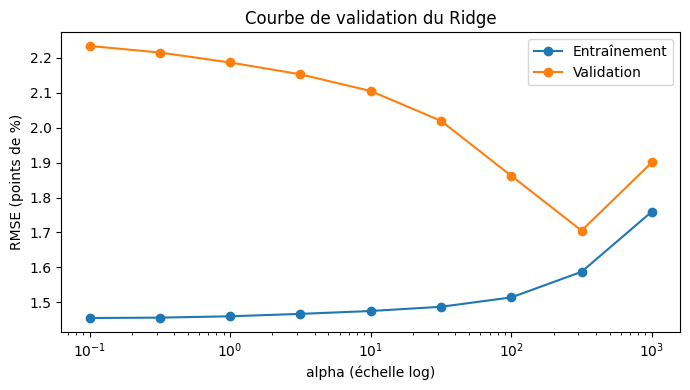 Courbe de validation du Ridge
Entraînement
Validation
RMSE (points de %)
2.2
2.1
2.0
1.9
1.8
1.7
1.6
1.5
10⁻¹ 10⁰ 10¹ 10² 10³
alpha (échelle log)